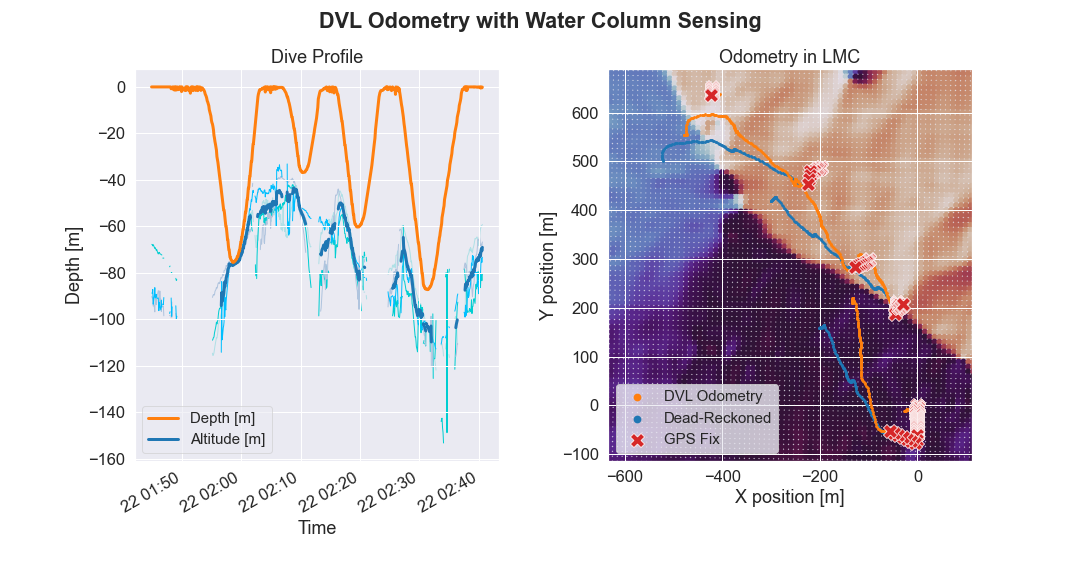 DVL Odometry with Water Column Sensing
Dive Profile
0
−20
−40
−60
−80
−100
−120
−140
−160
Depth [m]
Depth [m]
Altitude [m]
22 01:50
22 02:00
22 02:10
22 02:20
22 02:30
22 02:40
Time
Odometry in LMC
600
500
400
300
200
100
0
−100
Y position [m]
DVL Odometry
Dead-Reckoned
GPS Fix
−600
−400
−200
0
X position [m]